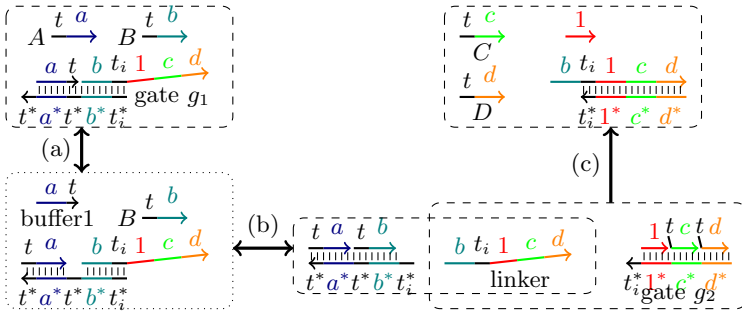 t a t b
A B
a t b t_i 1 c d
gate g_1
t* a* t* b* t_i*
(a)
a t
buffer1
t b
B
t a b t_i 1 c d
t* a* t* b* t_i*
(b)
t a t b
t* a* t* b* t_i*
b t_i 1 c d
linker
1 t c t d
t_i* 1* c* d*
gate g_2
(c)
t c 1
C
t d
D
b t_i 1 c d
t_i* 1* c* d*